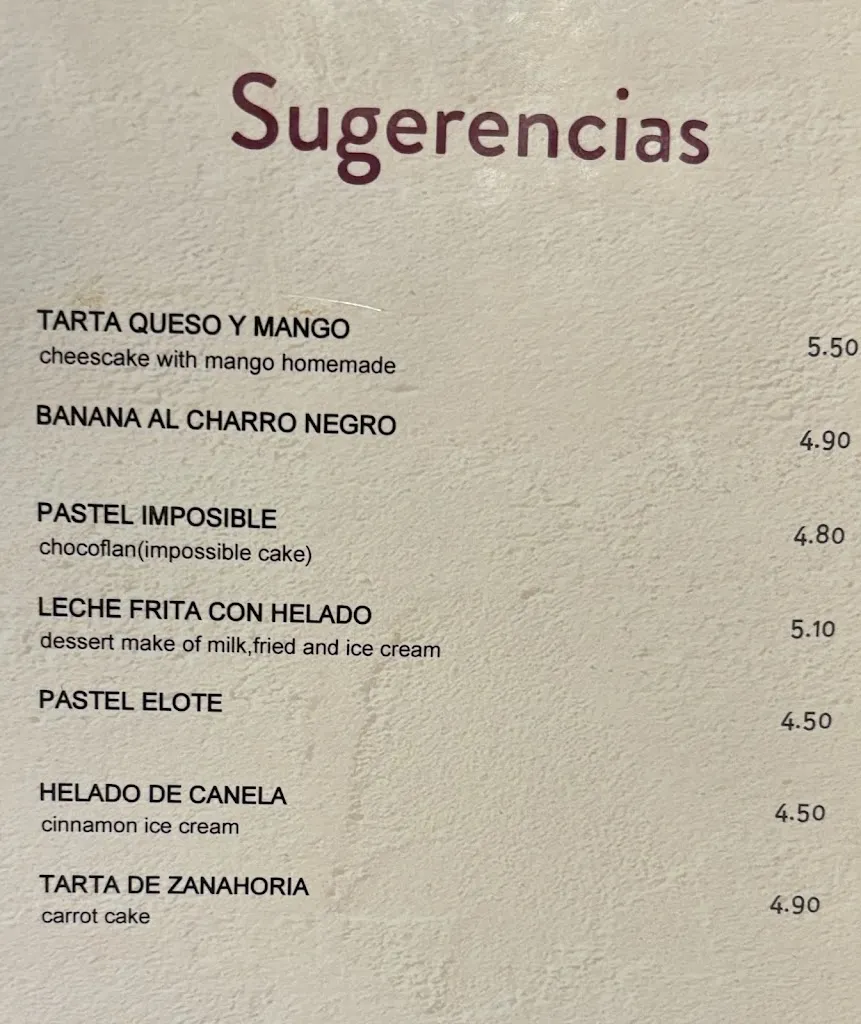 Sugerencias
TARTA QUESO Y MANGO
cheescake with mango homemade
5.50
BANANA AL CHARRO NEGRO
4.90
PASTEL IMPOSIBLE
chocoflan(impossible cake)
4.80
LECHE FRITA CON HELADO
dessert make of milk,fried and ice cream
5.10
PASTEL ELOTE
4.50
HELADO DE CANELA
cinnamon ice cream
4.50
TARTA DE ZANAHORIA
carrot cake
4.90